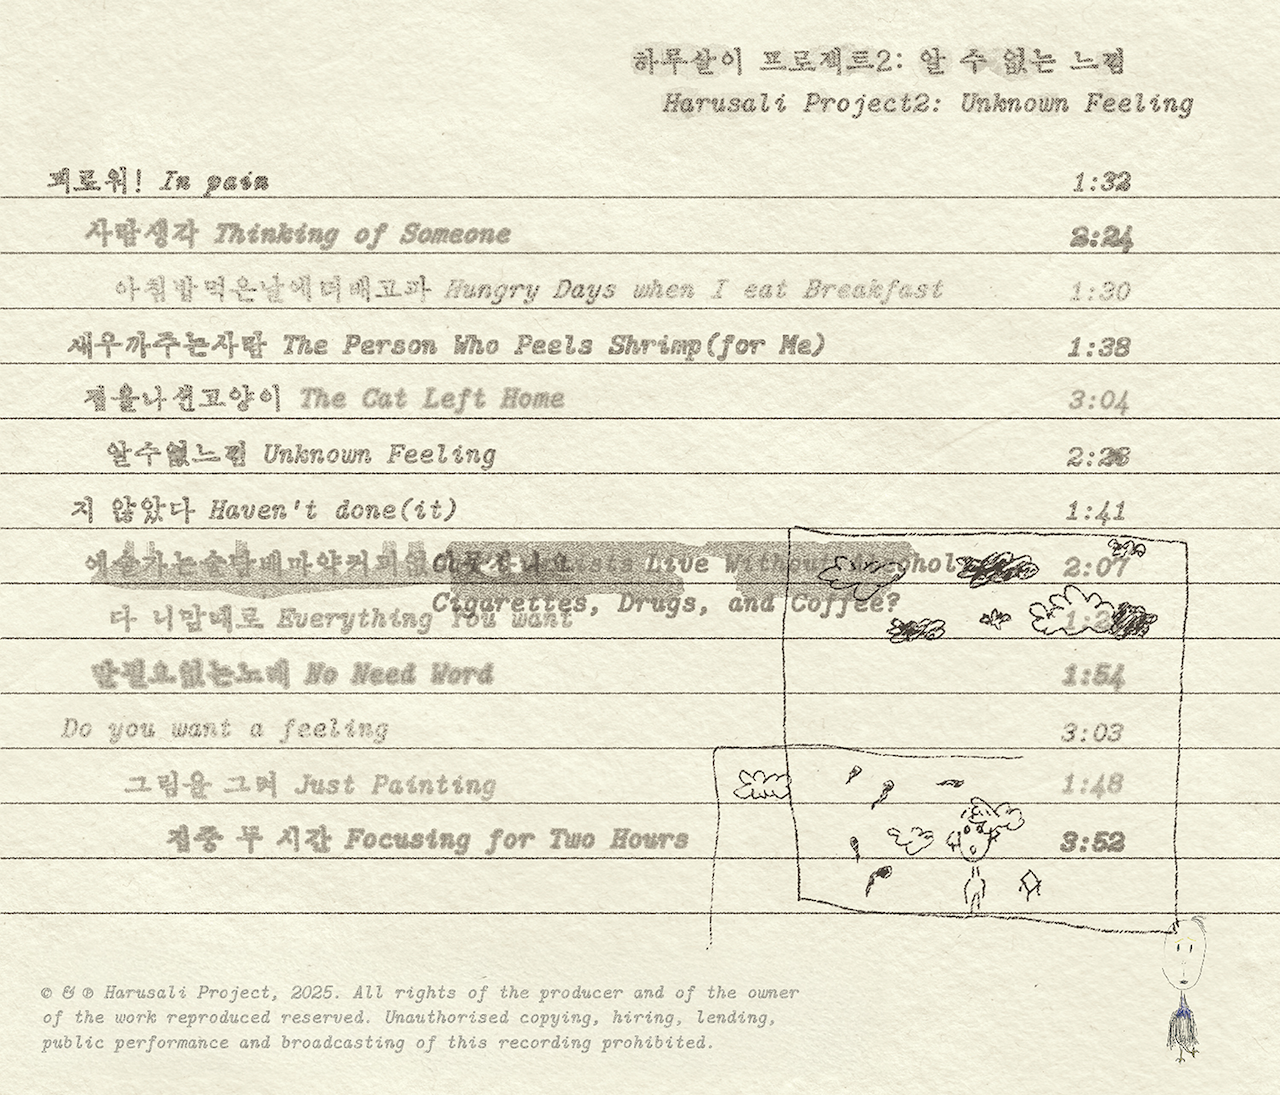 하루살이 프로젝트2: 알 수 없는 느낌
Harusali Project2: Unknown Feeling
괴로워! In pain 1:32
사람생각 Thinking of Someone 2:24
아침밥먹은날에더배고파 Hungry Days when I eat Breakfast 1:30
새우까주는사람 The Person Who Peels Shrimp(for Me) 1:38
집을나선고양이 The Cat Left Home 3:04
알수없느낌 Unknown Feeling 2:28
지 않았다 Haven't done(it) 1:41
예술가는술담배마약커피없이못사나요 Live Without Alcohol, 2:07
Cigarettes, Drugs, and Coffee?
다 니맘대로 Everything You want
말필요없는노래 No Need Word 1:54
Do you want a feeling 3:03
그림을 그려 Just Painting 1:48
집중 두 시간 Focusing for Two Hours 3:52
© & ℗ Harusali Project, 2025. All rights of the producer and of the owner
of the work reproduced reserved. Unauthorised copying, hiring, lending,
public performance and broadcasting of this recording prohibited.